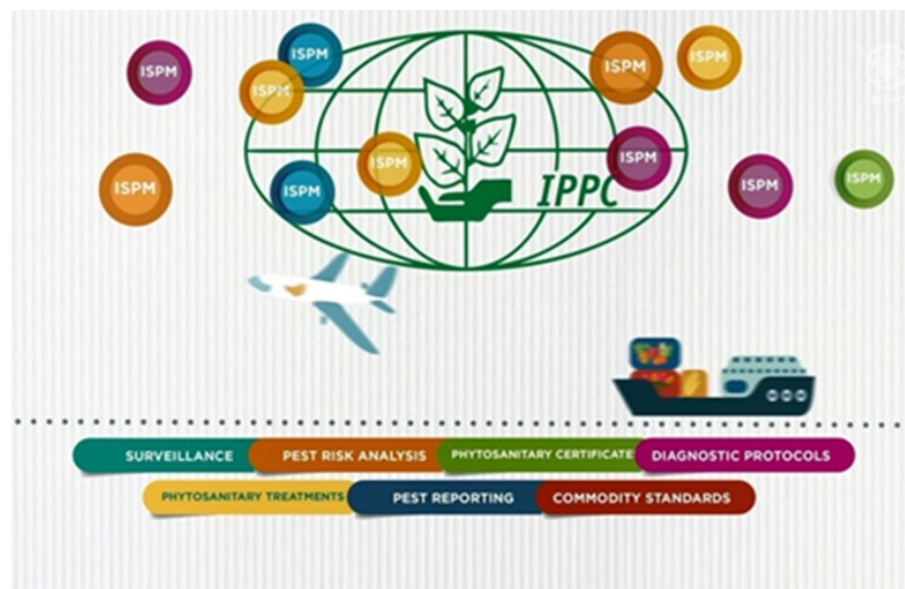 ISPM
ISPM
ISPM
ISPM
ISPM
ISPM
ISPM
ISPM
ISPM
ISPM
ISPM
IPPC
SURVEILLANCE
PEST RISK ANALYSIS
PHYTOSANITARY CERTIFICATE
DIAGNOSTIC PROTOCOLS
PHYTOSANITARY TREATMENTS
PEST REPORTING
COMMODITY STANDARDS